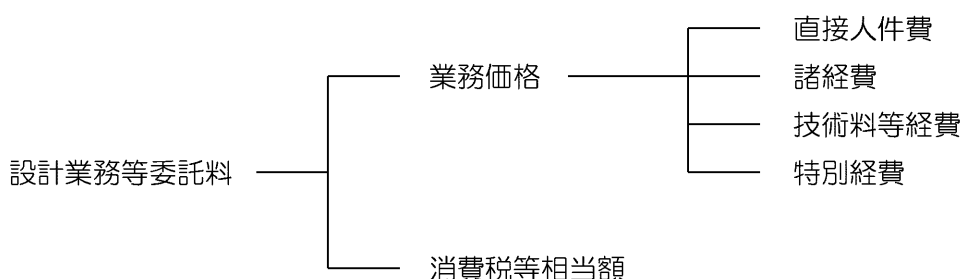 直接人件費
業務価格
諸経費
技術料等経費
設計業務等委託料
特別経費
消費税等相当額